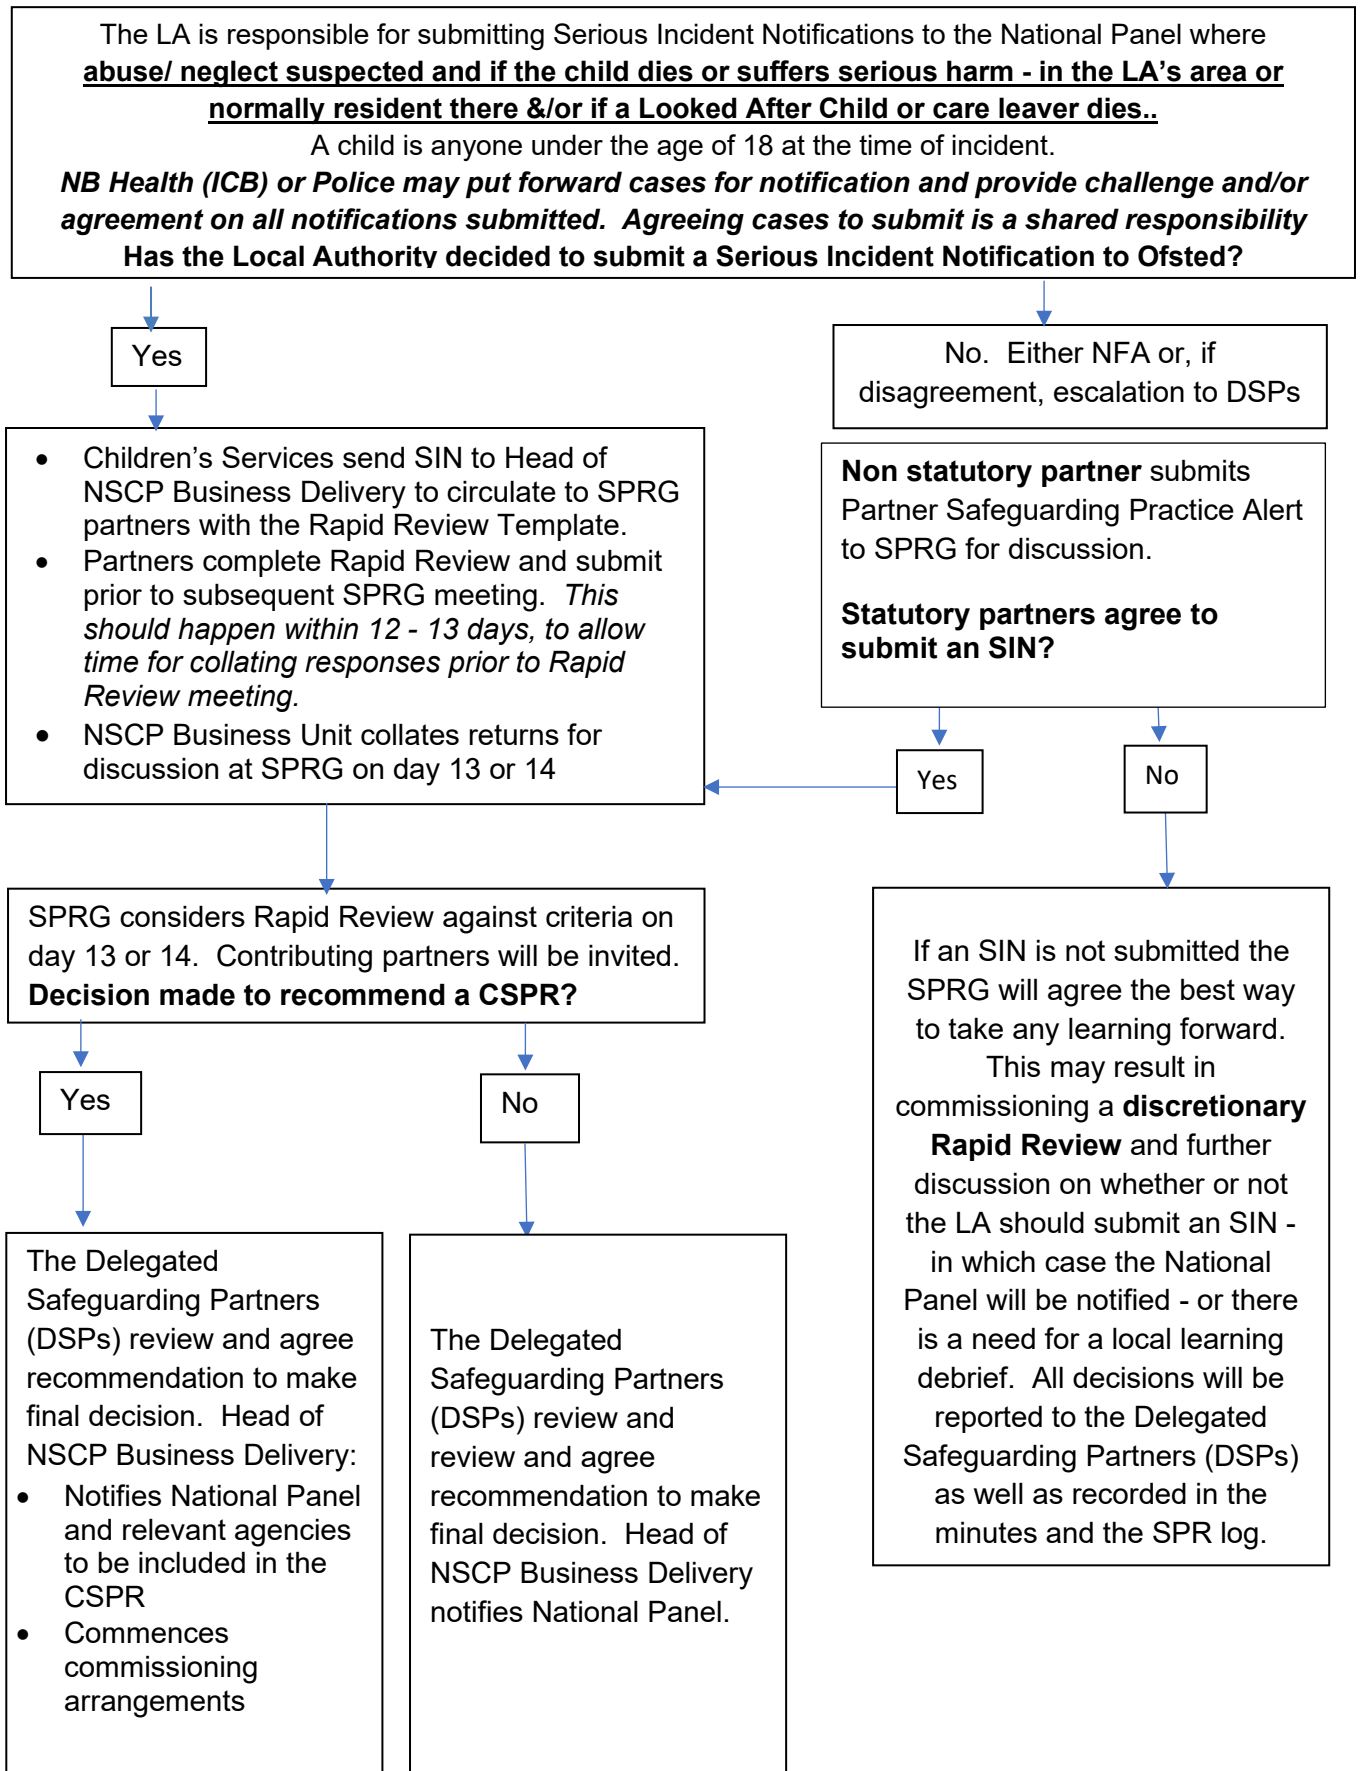 The LA is responsible for submitting Serious Incident Notifications to the National Panel where
abuse/ neglect suspected and if the child dies or suffers serious harm - in the LA's area or
normally resident there &/or if a Looked After Child or care leaver dies..
A child is anyone under the age of 18 at the time of incident.
NB Health (ICB) or Police may put forward cases for notification and provide challenge and/or
agreement on all notifications submitted.  Agreeing cases to submit is a shared responsibility
Has the Local Authority decided to submit a Serious Incident Notification to Ofsted?
Yes
No.  Either NFA or, if
disagreement, escalation to DSPs
• Children's Services send SIN to Head of
NSCP Business Delivery to circulate to SPRG
partners with the Rapid Review Template.
• Partners complete Rapid Review and submit
prior to subsequent SPRG meeting.  This
should happen within 12 - 13 days, to allow
time for collating responses prior to Rapid
Review meeting.
• NSCP Business Unit collates returns for
discussion at SPRG on day 13 or 14
Non statutory partner submits
Partner Safeguarding Practice Alert
to SPRG for discussion.
Statutory partners agree to
submit an SIN?
Yes
No
SPRG considers Rapid Review against criteria on
day 13 or 14.  Contributing partners will be invited.
Decision made to recommend a CSPR?
Yes
No
If an SIN is not submitted the
SPRG will agree the best way
to take any learning forward.
This may result in
commissioning a discretionary
Rapid Review and further
discussion on whether or not
the LA should submit an SIN -
in which case the National
Panel will be notified - or there
is a need for a local learning
debrief.  All decisions will be
reported to the Delegated
Safeguarding Partners (DSPs)
as well as recorded in the
minutes and the SPR log.
The Delegated
Safeguarding Partners
(DSPs) review and agree
recommendation to make
final decision.  Head of
NSCP Business Delivery:
• Notifies National Panel
and relevant agencies
to be included in the
CSPR
• Commences
commissioning
arrangements
The Delegated
Safeguarding Partners
(DSPs) review and
review and agree
recommendation to make
final decision.  Head of
NSCP Business Delivery
notifies National Panel.